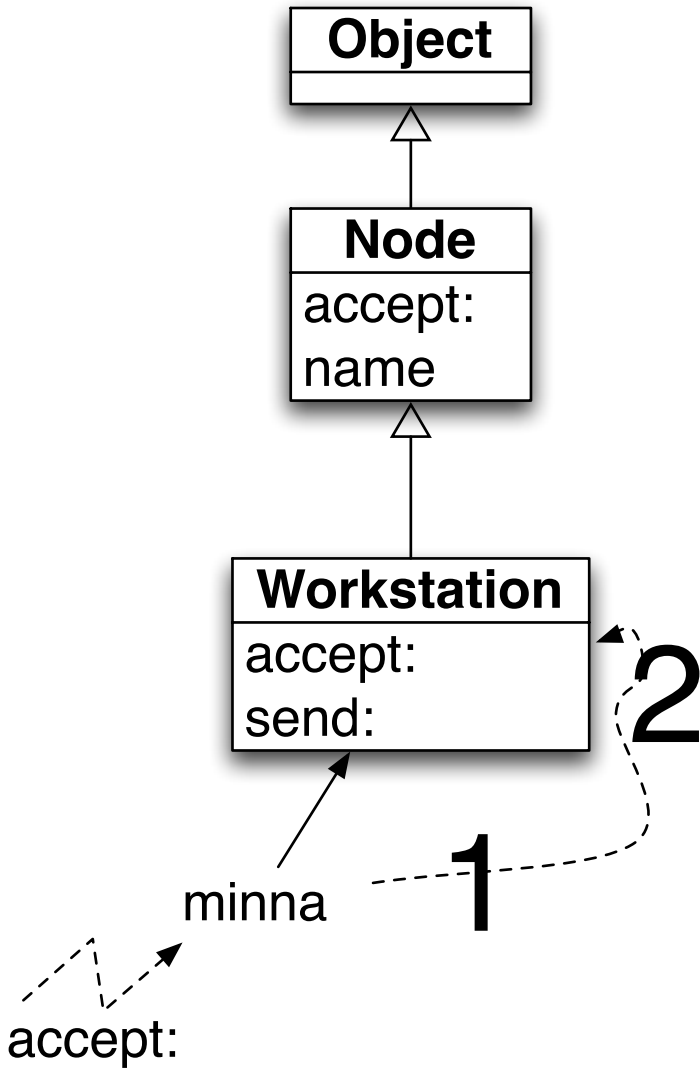 Object
Node
accept:
name
Workstation
accept:
send:
2
1
minna
accept: